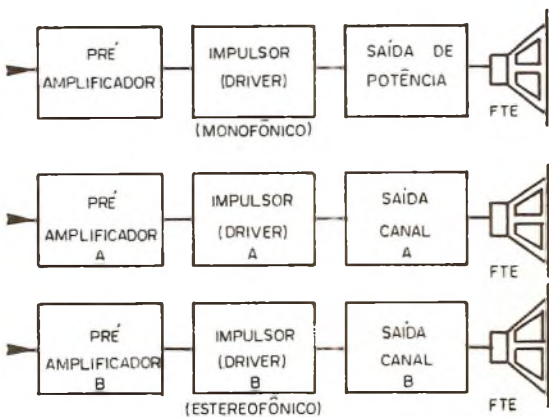 PRÉ
AMPLIFICADOR
IMPULSOR
(DRIVER)
SAÍDA DE
POTÊNCIA
FTE
(MONOFÔNICO)
PRÉ
AMPLIFICADOR
A
IMPULSOR
(DRIVER)
A
SAÍDA
CANAL
A
FTE
PRÉ
AMPLIFICADOR
B
IMPULSOR
(DRIVER)
B
SAÍDA
CANAL
B
FTE
(ESTEREOFÔNICO)